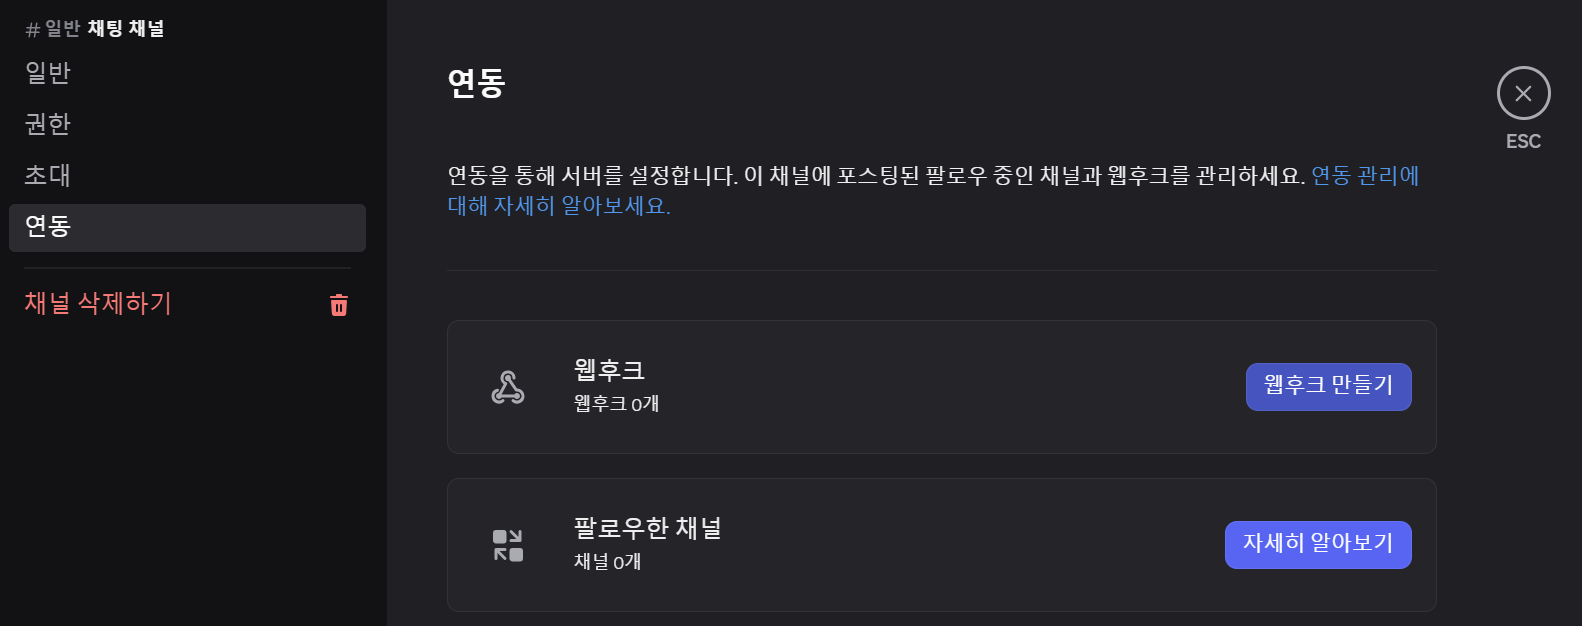 # 일반 채팅 채널
일반
권한
초대
연동
채널 삭제하기
연동
ESC
연동을 통해 서버를 설정합니다. 이 채널에 포스팅된 팔로우 중인 채널과 웹후크를 관리하세요. 연동 관리에
대해 자세히 알아보세요.
웹후크
웹후크 0개
웹후크 만들기
팔로우한 채널
채널 0개
자세히 알아보기